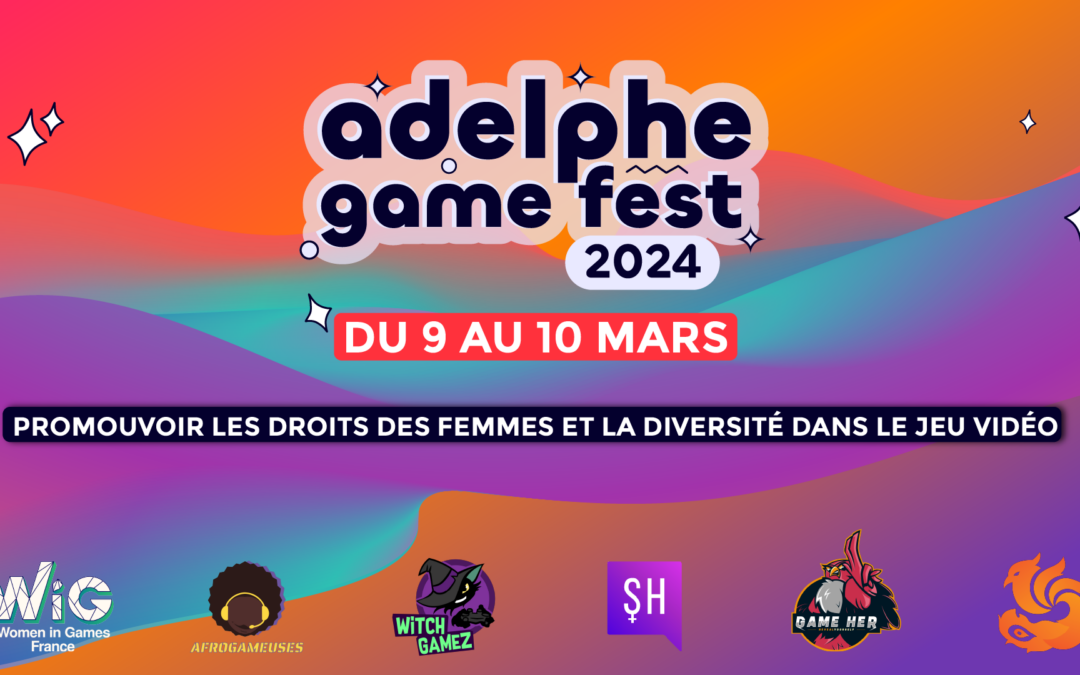 adelphe
game fest
2024
DU 9 AU 10 MARS
PROMOUVOIR LES DROITS DES FEMMES ET LA DIVERSITÉ DANS LE JEU VIDÉO
WiG
Women in Games
France
AFROGAMEUSES
WITCH
GAMEZ
SH
GAME HER